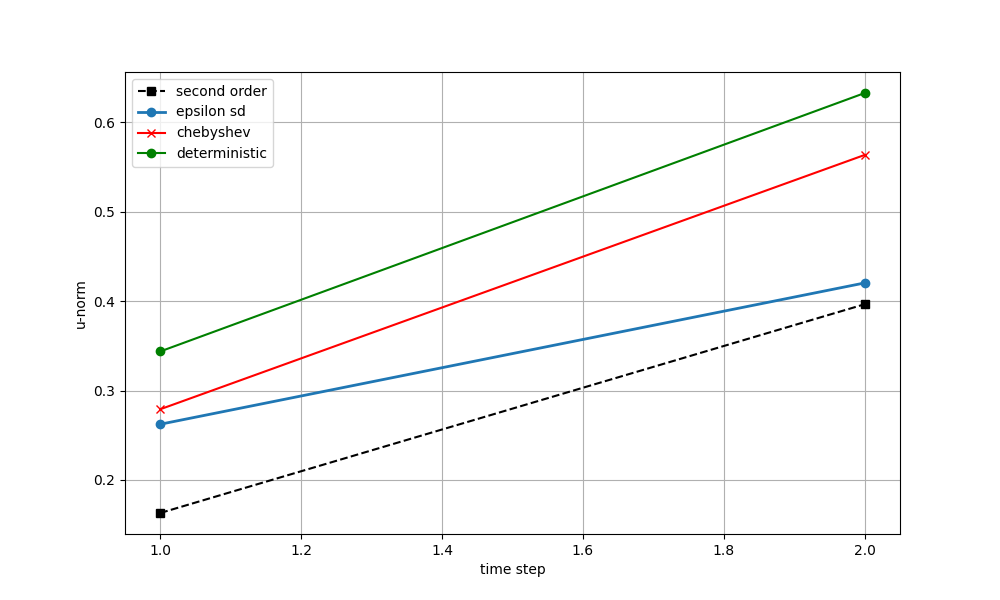 second order
epsilon sd
chebyshev
deterministic
0.6
0.5
0.4
0.3
0.2
u-norm
1.0 1.2 1.4 1.6 1.8 2.0
time step